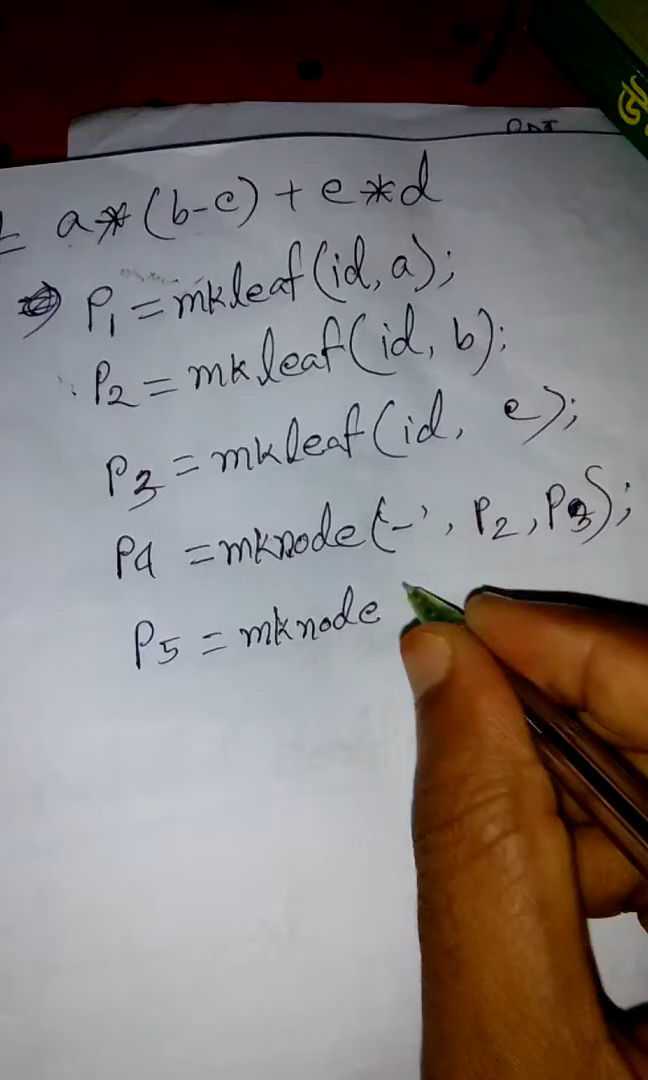 = a*(b-c) + e*d
P1 = mkleaf(id, a);
P2 = mkleaf(id, b);
P3 = mkleaf(id, e);
P4 = mknode('-', P2, P3);
P5 = mknode